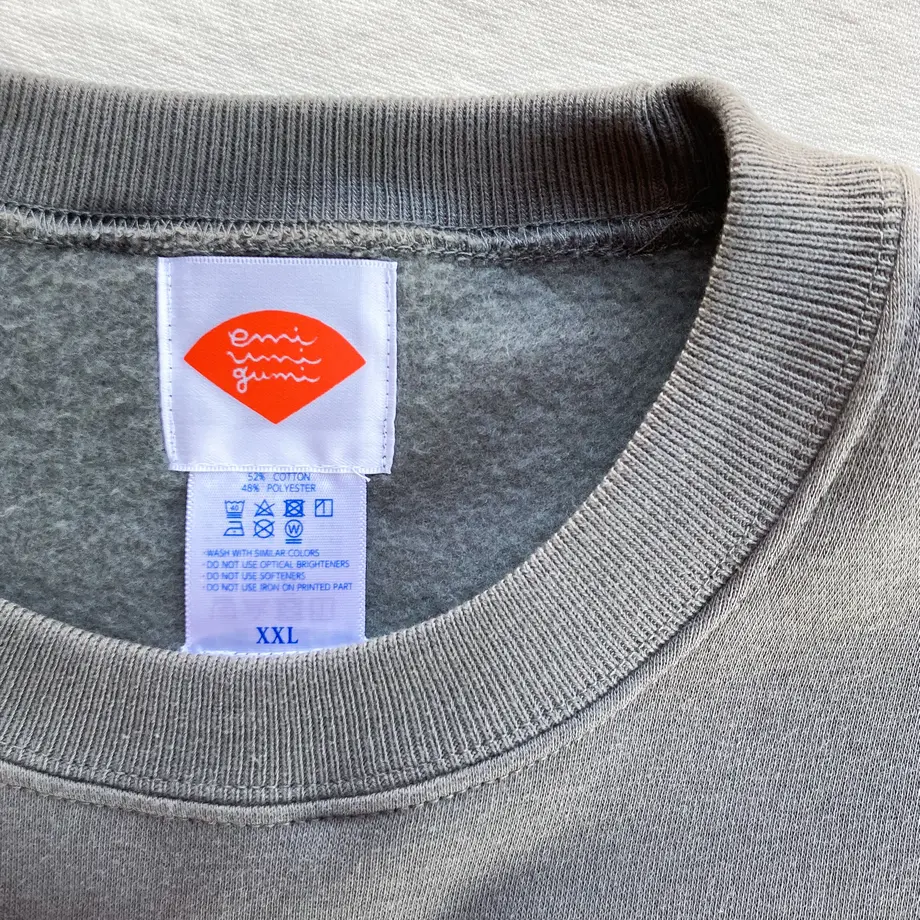 emi
umi
gumi
52% COTTON
48% POLYESTER
40
W
·WASH WITH SIMILAR COLORS
·DO NOT USE OPTICAL BRIGHTENERS
·DO NOT USE SOFTENERS
·DO NOT USE IRON ON PRINTED PART
XXL